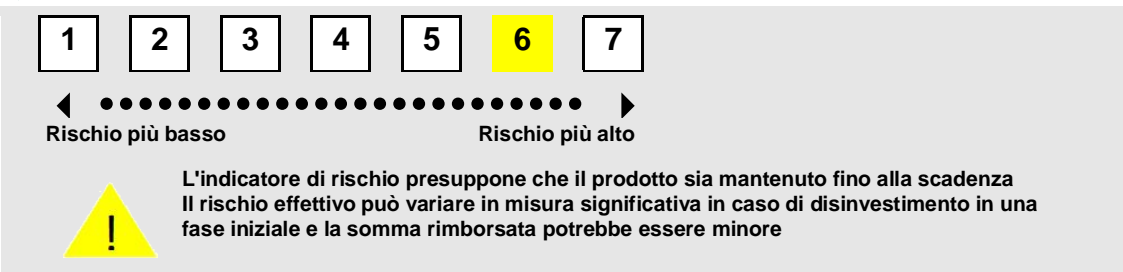 1 2 3 4 5 6 7
Rischio più basso Rischio più alto
L'indicatore di rischio presuppone che il prodotto sia mantenuto fino alla scadenza
Il rischio effettivo può variare in misura significativa in caso di disinvestimento in una
fase iniziale e la somma rimborsata potrebbe essere minore
!